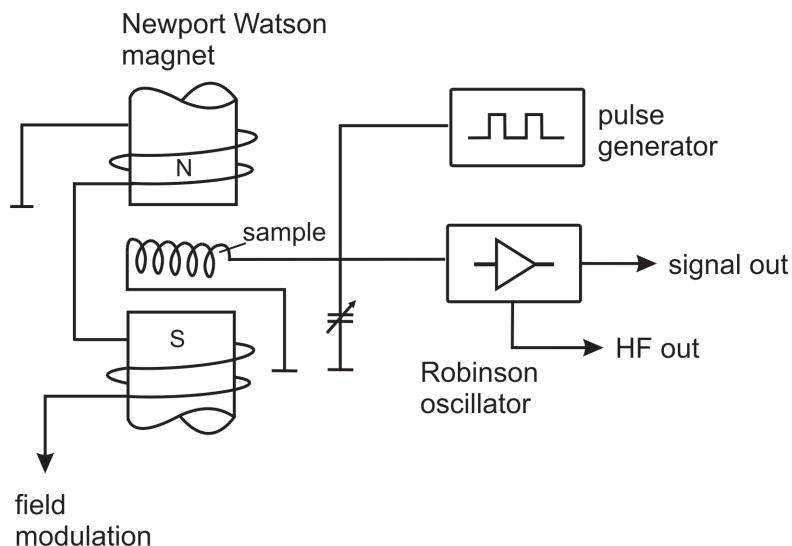 Newport Watson
magnet
N
pulse
generator
sample
signal out
S
HF out
Robinson
oscillator
field
modulation